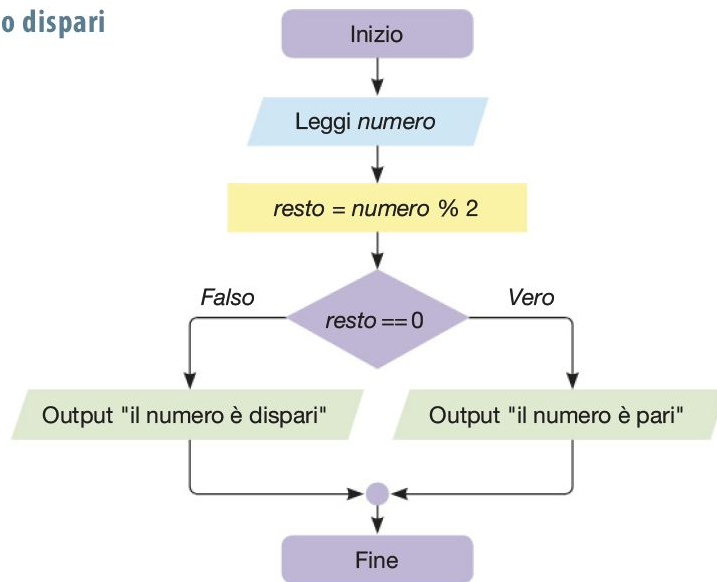 o dispari
Inizio
Leggi numero
resto = numero % 2
Falso
Vero
resto == 0
Output "il numero è dispari"
Output "il numero è pari"
Fine